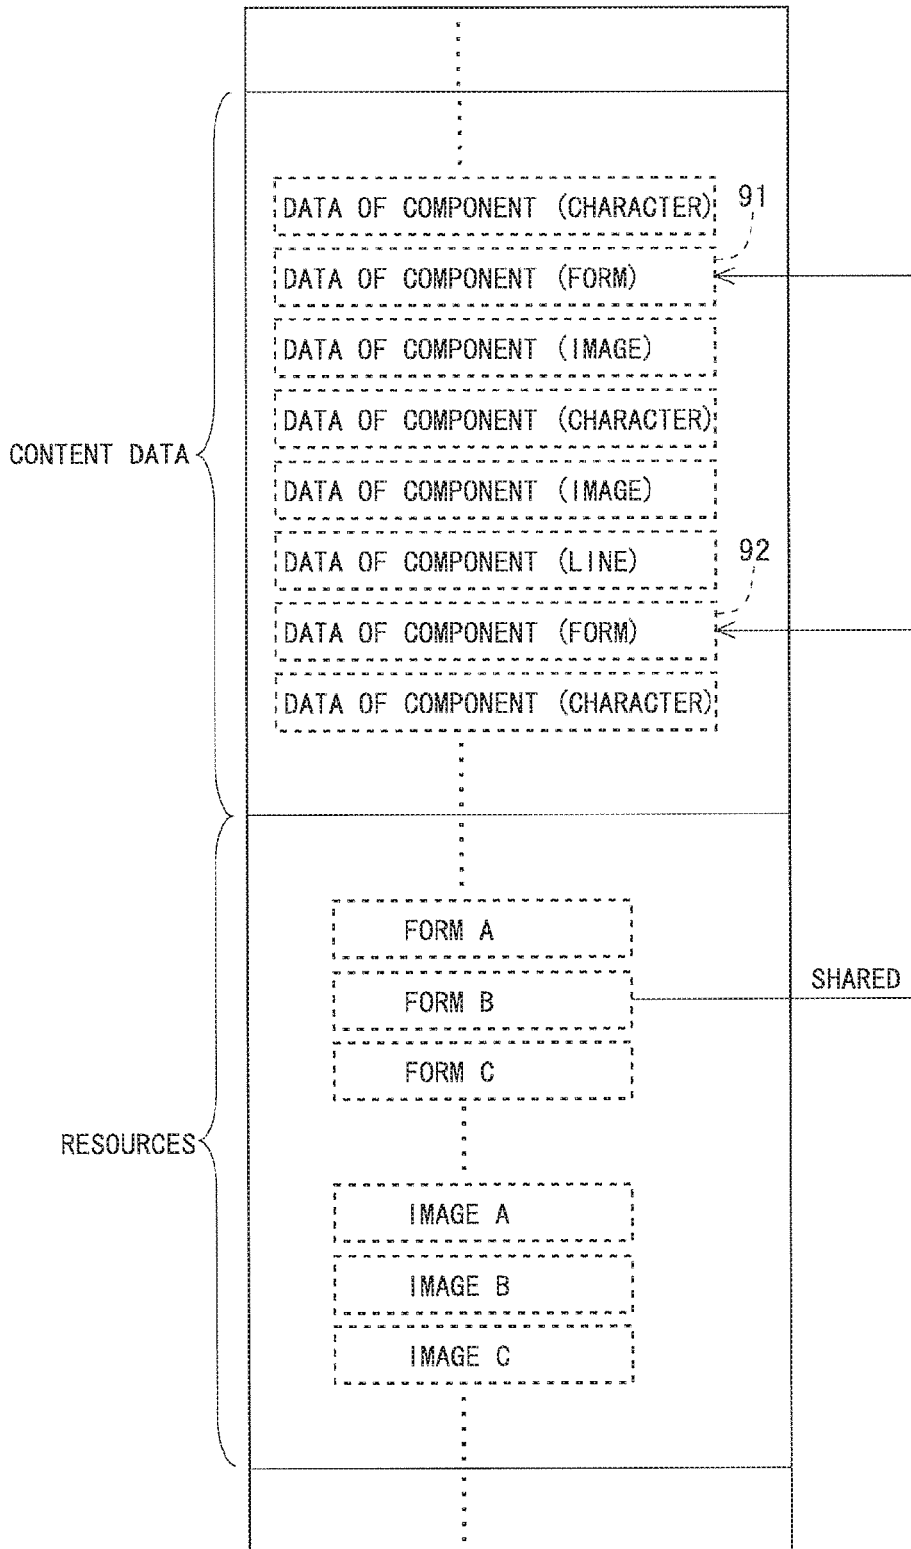 DATA OF COMPONENT (CHARACTER)
91
DATA OF COMPONENT (FORM)
DATA OF COMPONENT (IMAGE)
DATA OF COMPONENT (CHARACTER)
CONTENT DATA
DATA OF COMPONENT (IMAGE)
DATA OF COMPONENT (LINE)
92
DATA OF COMPONENT (FORM)
DATA OF COMPONENT (CHARACTER)
FORM A
FORM B
SHARED
FORM C
RESOURCES
IMAGE A
IMAGE B
IMAGE C